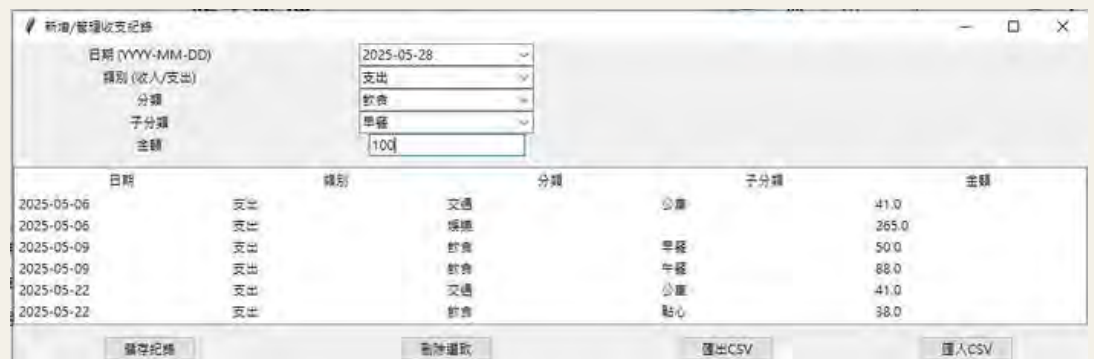 新增/管理收支紀錄
日期 (YYYY-MM-DD) 2025-05-28
類別 (收入/支出) 支出
分類 飲食
子分類 早餐
金額 100
日期 類別 分類 子分類 金額
2025-05-06 支出 交通 公車 41.0
2025-05-06 支出 娛樂 265.0
2025-05-09 支出 飲食 早餐 50.0
2025-05-09 支出 飲食 午餐 88.0
2025-05-22 支出 交通 公車 41.0
2025-05-22 支出 飲食 點心 38.0
儲存紀錄 刪除選取 匯出CSV 匯入CSV